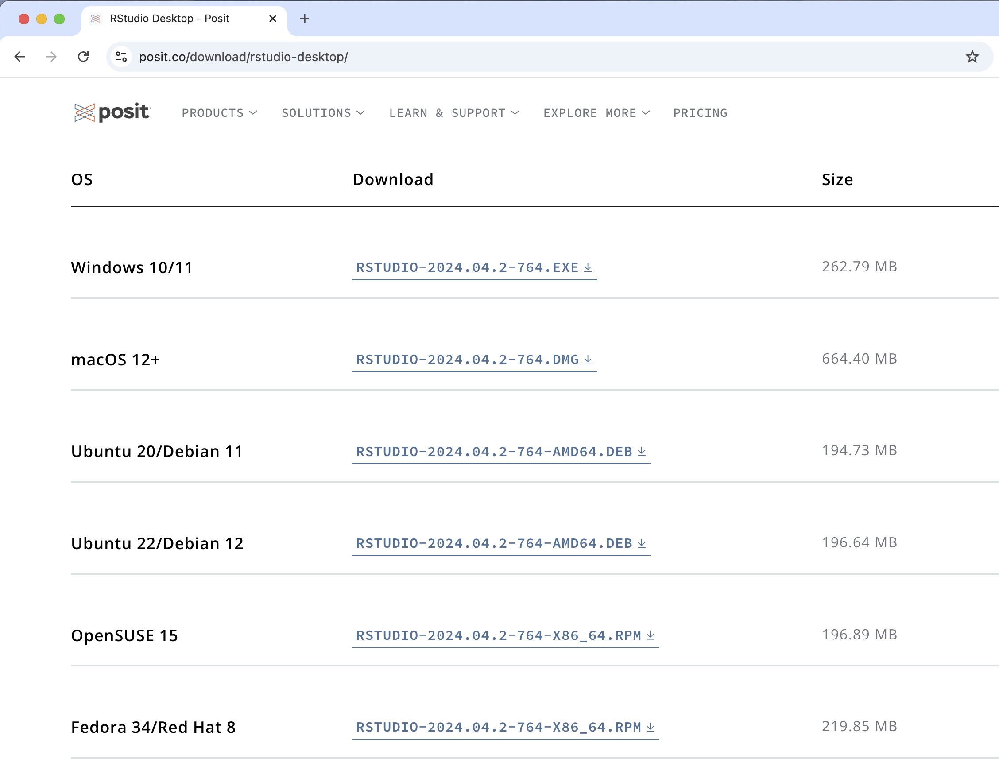 RStudio Desktop - Posit
posit.co/download/rstudio-desktop/
posit PRODUCTS SOLUTIONS LEARN & SUPPORT EXPLORE MORE PRICING
OS Download Size
Windows 10/11 RSTUDIO-2024.04.2-764.EXE 262.79 MB
macOS 12+ RSTUDIO-2024.04.2-764.DMG 664.40 MB
Ubuntu 20/Debian 11 RSTUDIO-2024.04.2-764-AMD64.DEB 194.73 MB
Ubuntu 22/Debian 12 RSTUDIO-2024.04.2-764-AMD64.DEB 196.64 MB
OpenSUSE 15 RSTUDIO-2024.04.2-764-X86_64.RPM 196.89 MB
Fedora 34/Red Hat 8 RSTUDIO-2024.04.2-764-X86_64.RPM 219.85 MB